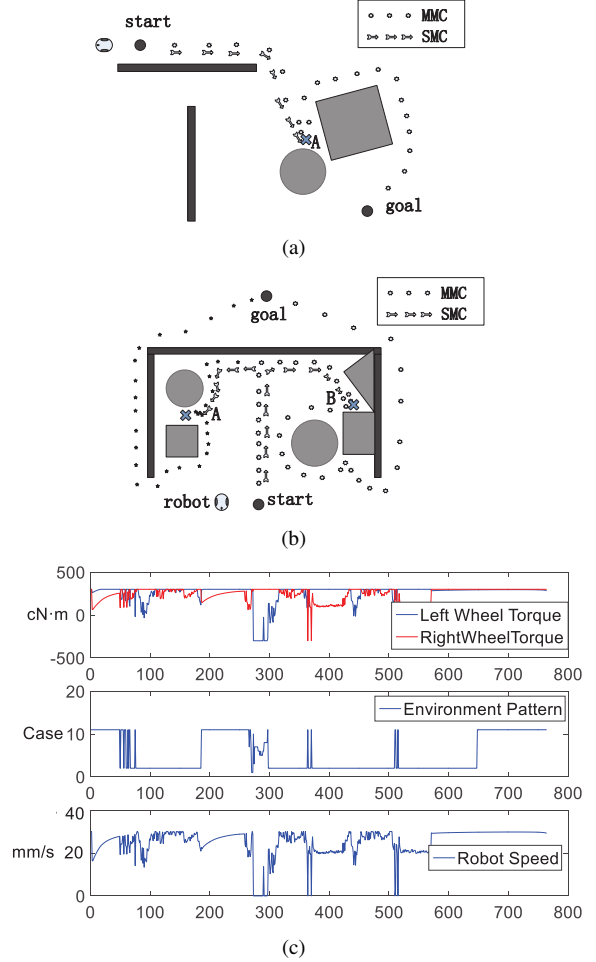 start
MMC
SMC
A
goal
(a)
MMC
SMC
goal
B
A
robot
start
(b)
500
cN·m
0
Left Wheel Torque
RightWheelTorque
-500
0 100 200 300 400 500 600 700 800
20
Environment Pattern
Case 10
0
0 100 200 300 400 500 600 700 800
40
mm/s 20
Robot Speed
0
0 100 200 300 400 500 600 700 800
(c)